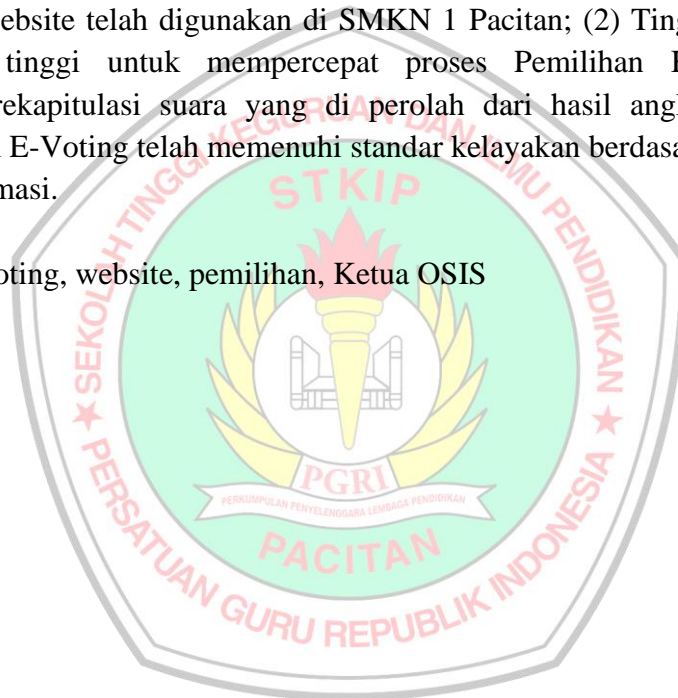 ebsite telah digunakan di SMKN 1 Pacitan; (2) Ting
tinggi untuk mempercepat proses Pemilihan
rekapitulasi suara yang di perolah dari hasil ang
E-Voting telah memenuhi standar kelayakan berdasa
masi.
oting, website, pemilihan, Ketua OSIS
SEKOLAH TINGGI KEGURUAN DAN ILMU PENDIDIKAN
STKIP
PGRI
PERKUMPULAN PENYELENGGARA LEMBAGA PENDIDIKAN
PACITAN
PERSATUAN GURU REPUBLIK INDONESIA